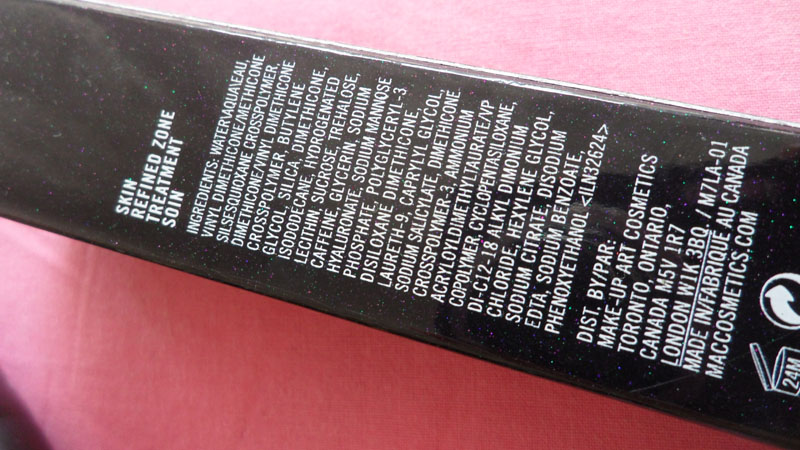 SKIN
REFINED ZONE
TREATMENT
SOIN
INGREDIENTS: WATER\AQUA\EAU,
VINYL DIMETHICONE/METHICONE
SILSESQUIOXANE CROSSPOLYMER,
DIMETHICONE/VINYL DIMETHICONE
CROSSPOLYMER, BUTYLENE
GLYCOL, SILICA, DIMETHICONE,
ISODODECANE, HYDROGENATED
LECITHIN, SUCROSE, TREHALOSE,
CAFFEINE, GLYCERIN, SODIUM
HYALURONATE, SODIUM MANNOSE
PHOSPHATE, POLYGLYCERYL-3
DISILOXANE DIMETHICONE,
LAURETH-9, CAPRYLYL GLYCOL,
SODIUM SALICYLATE, DIMETHICONE
CROSSPOLYMER-3, AMMONIUM
ACRYLOYLDIMETHYLTAURATE/VP
COPOLYMER, CYCLOPENTASILOXANE,
DI-C12-18 ALKYL DIMONIUM
CHLORIDE, HEXYLENE GLYCOL,
SODIUM CITRATE, DISODIUM
EDTA, SODIUM BENZOATE,
PHENOXYETHANOL <ILN32624>
DIST. BY/PAR:
MAKE-UP ART COSMETICS
TORONTO, ONTARIO,
CANADA M5V 1R7
LONDON W1K 3BQ / M71A-01
MADE IN/FABRIQUE AU CANADA
MACCOSMETICS.COM
24M